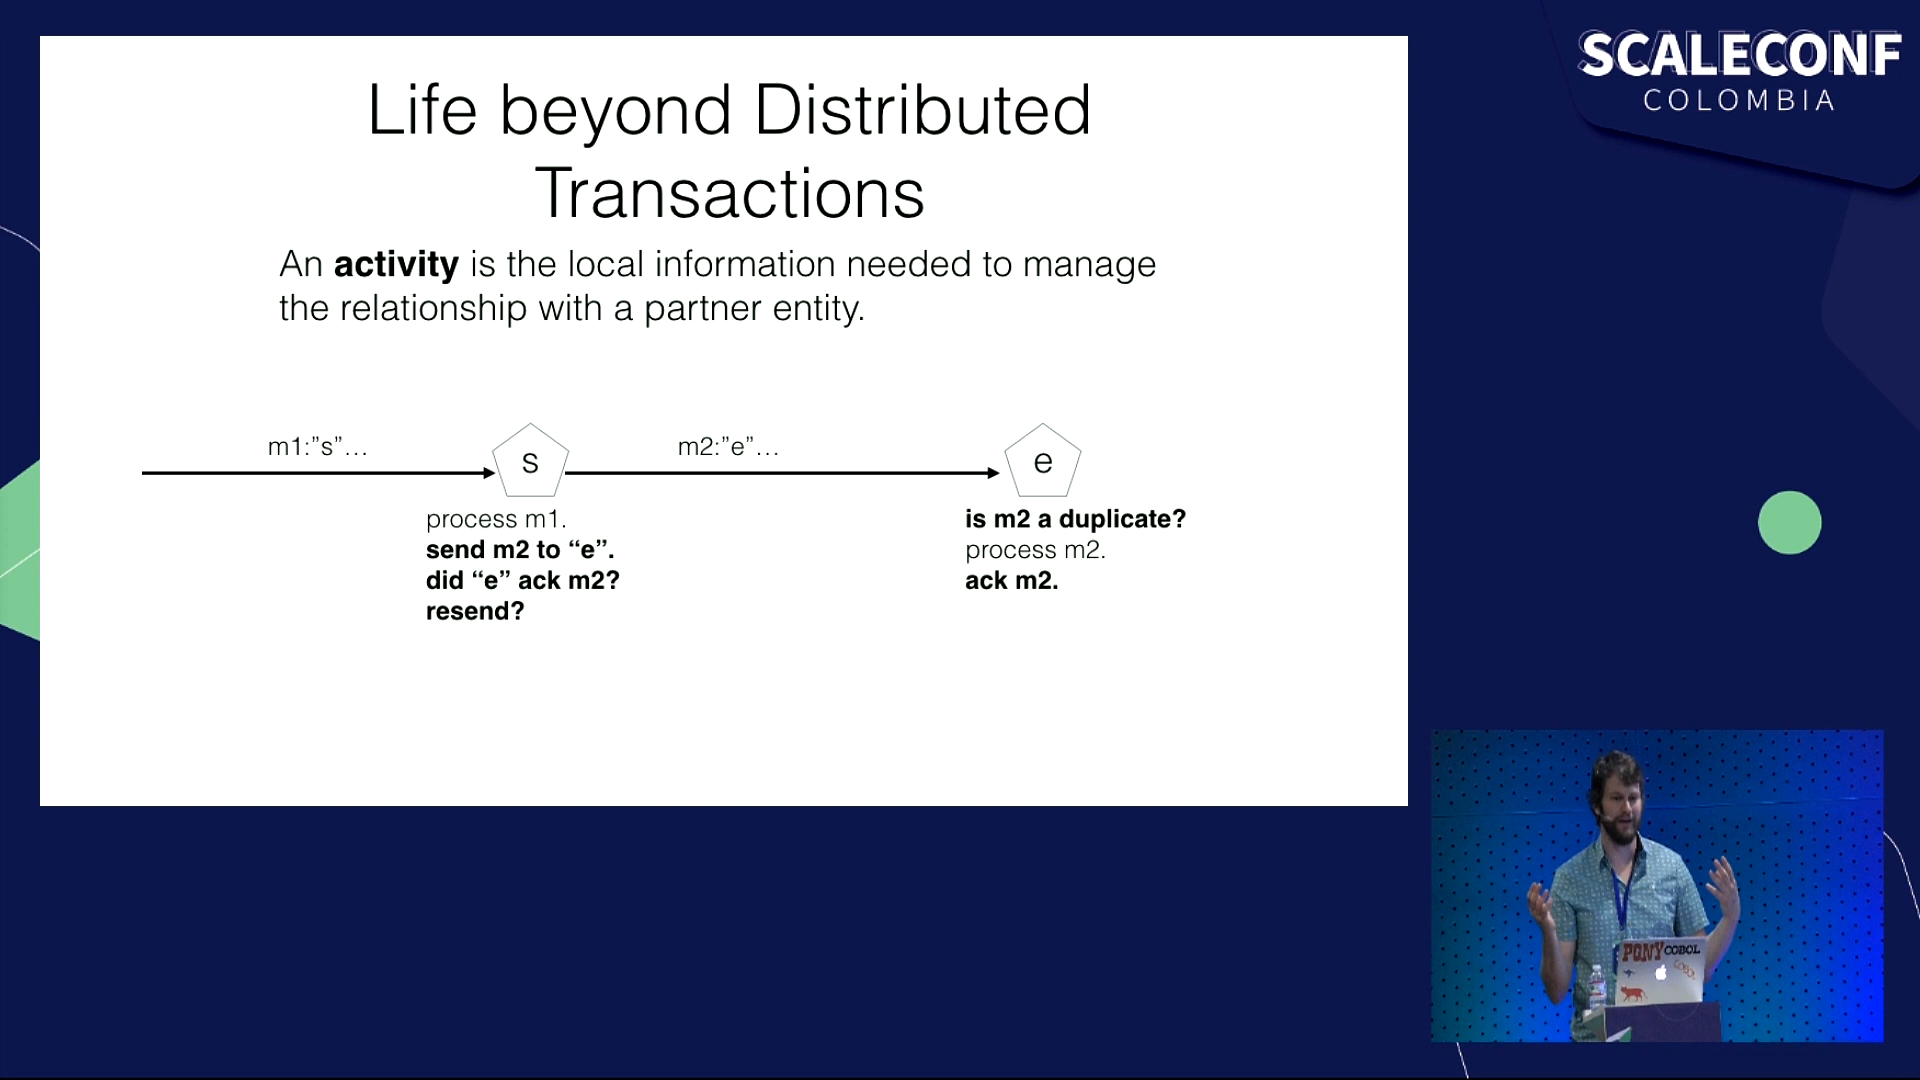 SCALECONF
COLOMBIA
Life beyond Distributed
Transactions
An activity is the local information needed to manage
the relationship with a partner entity.
m1:”s”…
s
m2:”e”…
e
process m1.
send m2 to “e”.
did “e” ack m2?
resend?
is m2 a duplicate?
process m2.
ack m2.
PONY COBOL
COBOL